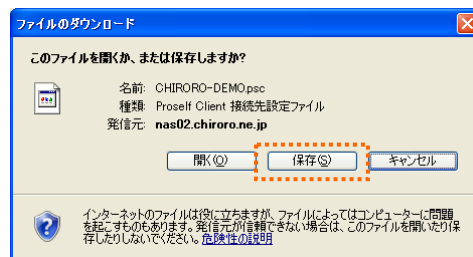 ファイルのダウンロード
このファイルを開くか、または保存しますか?
名前: CHIRORO-DEMO.psc
種類: Proself Client 接続先設定ファイル
発信元: nas02.chiroro.ne.jp
開く(O) 保存(S) キャンセル
インターネットのファイルは役に立ちますが、ファイルによってはコンピューターに問題
を起こすものもあります。発信元が信頼できない場合は、このファイルを開いたり保
存したりしないでください。危険性の説明